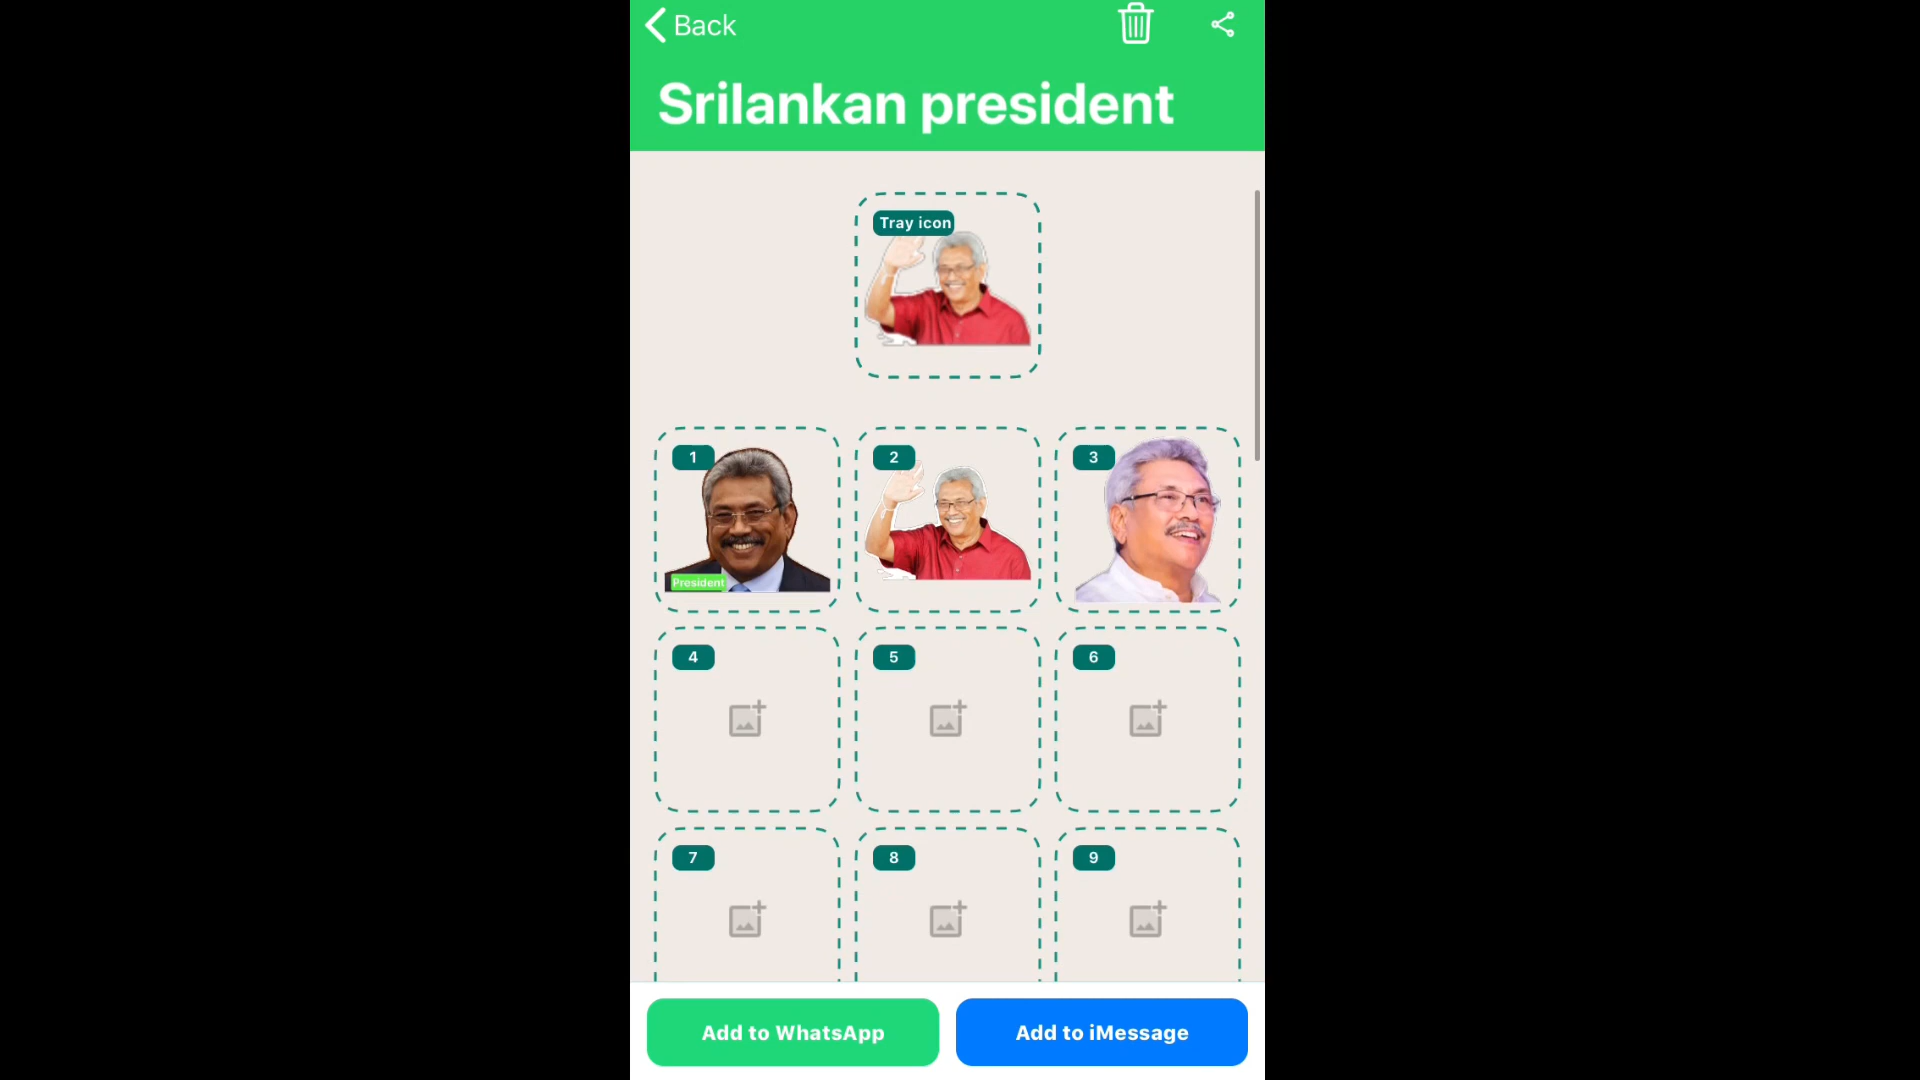 Back
Srilankan president
Tray icon
1
2
3
President
4
5
6
7
8
9
Add to WhatsApp
Add to iMessage